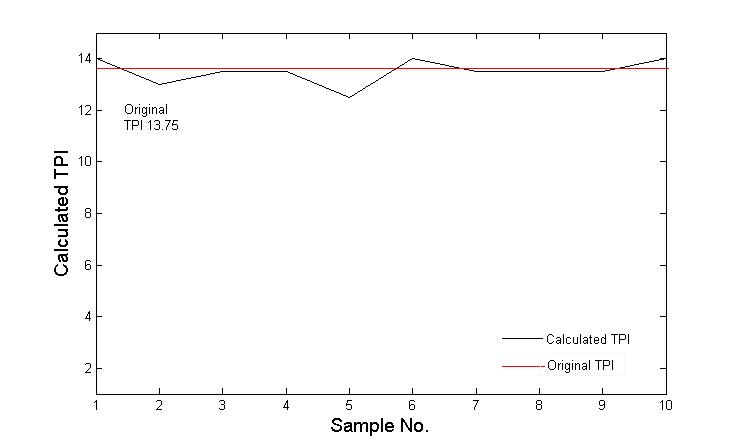 14
12
10
8
6
4
2
Calculated TPI
Original
TPI 13.75
Calculated TPI
Original TPI
1 2 3 4 5 6 7 8 9 10
Sample No.